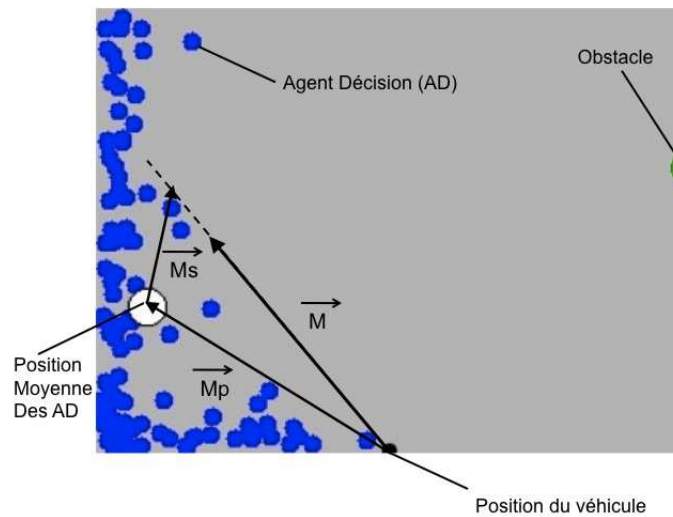 Obstacle
Agent Décision (AD)
Ms
M
Position
Moyenne
Des AD
Mp
Position du véhicule